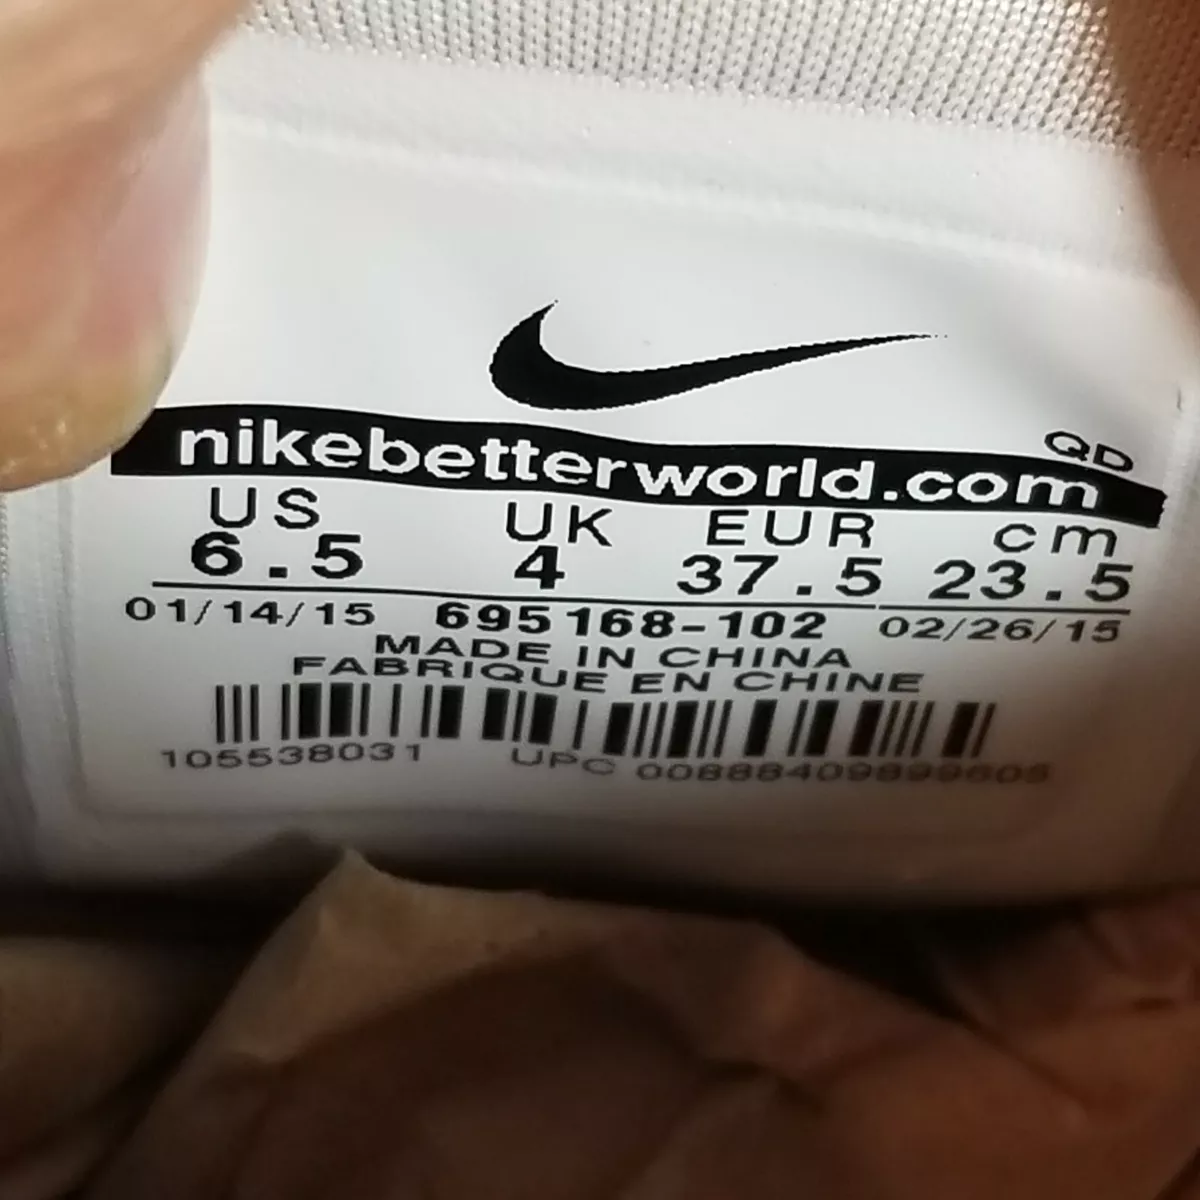 nikebetterworld.com QD
US UK EUR cm
6.5 4 37.5 23.5
01/14/15 695168-102 02/26/15
MADE IN CHINA
FABRIQUE EN CHINE
105538031 UPC 00888409899605